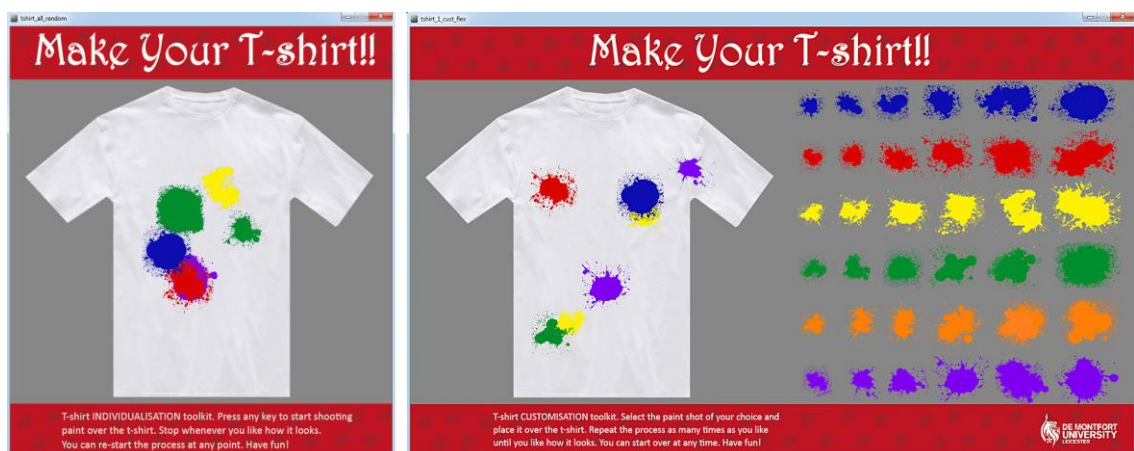 tshirt_all_random
Make Your T-shirt!!
T-shirt INDIVIDUALISATION toolkit. Press any key to start shooting
paint over the t-shirt. Stop whenever you like how it looks.
You can re-start the process at any point. Have fun!
tshirt_1_cust_flex
Make Your T-shirt!!
T-shirt CUSTOMISATION toolkit. Select the paint shot of your choice and
place it over the t-shirt. Repeat the process as many times as you like
until you like how it looks. You can start over at any time. Have fun!
DE MONTFORT
UNIVERSITY
LEICESTER